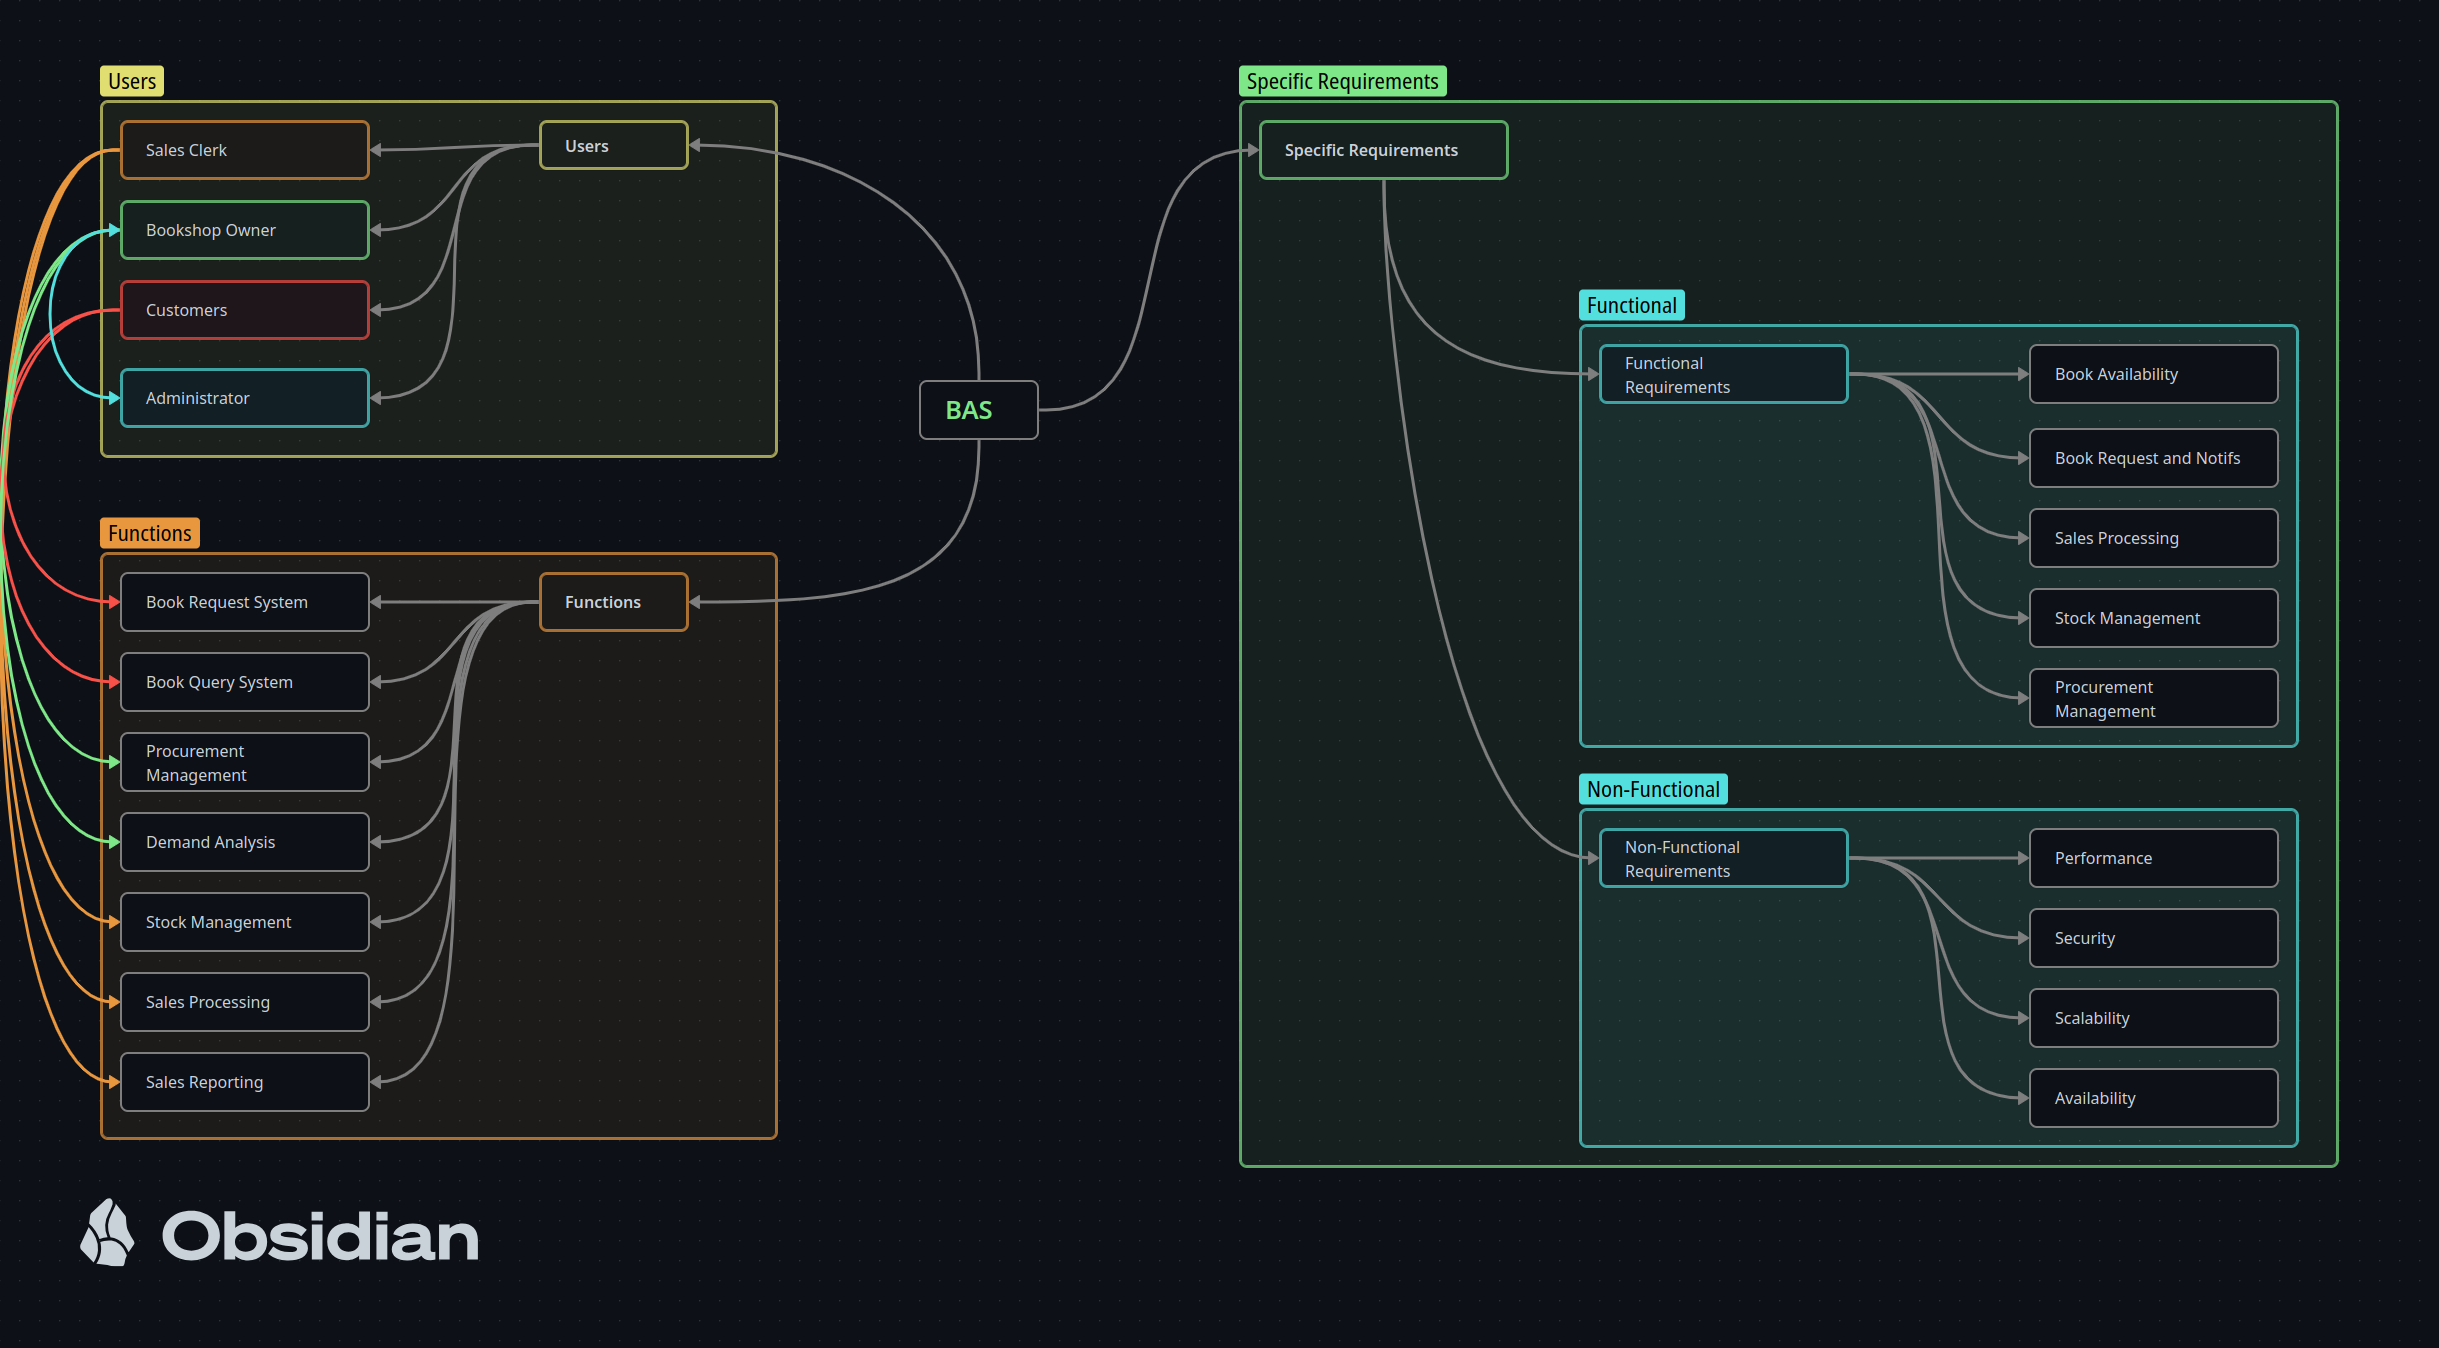 Users
Sales Clerk
Users
Bookshop Owner
Customers
Administrator
BAS
Functions
Book Request System
Functions
Book Query System
Procurement
Management
Demand Analysis
Stock Management
Sales Processing
Sales Reporting
Specific Requirements
Specific Requirements
Functional
Functional
Requirements
Book Availability
Book Request and Notifs
Sales Processing
Stock Management
Procurement
Management
Non-Functional
Non-Functional
Requirements
Performance
Security
Scalability
Availability
Obsidian